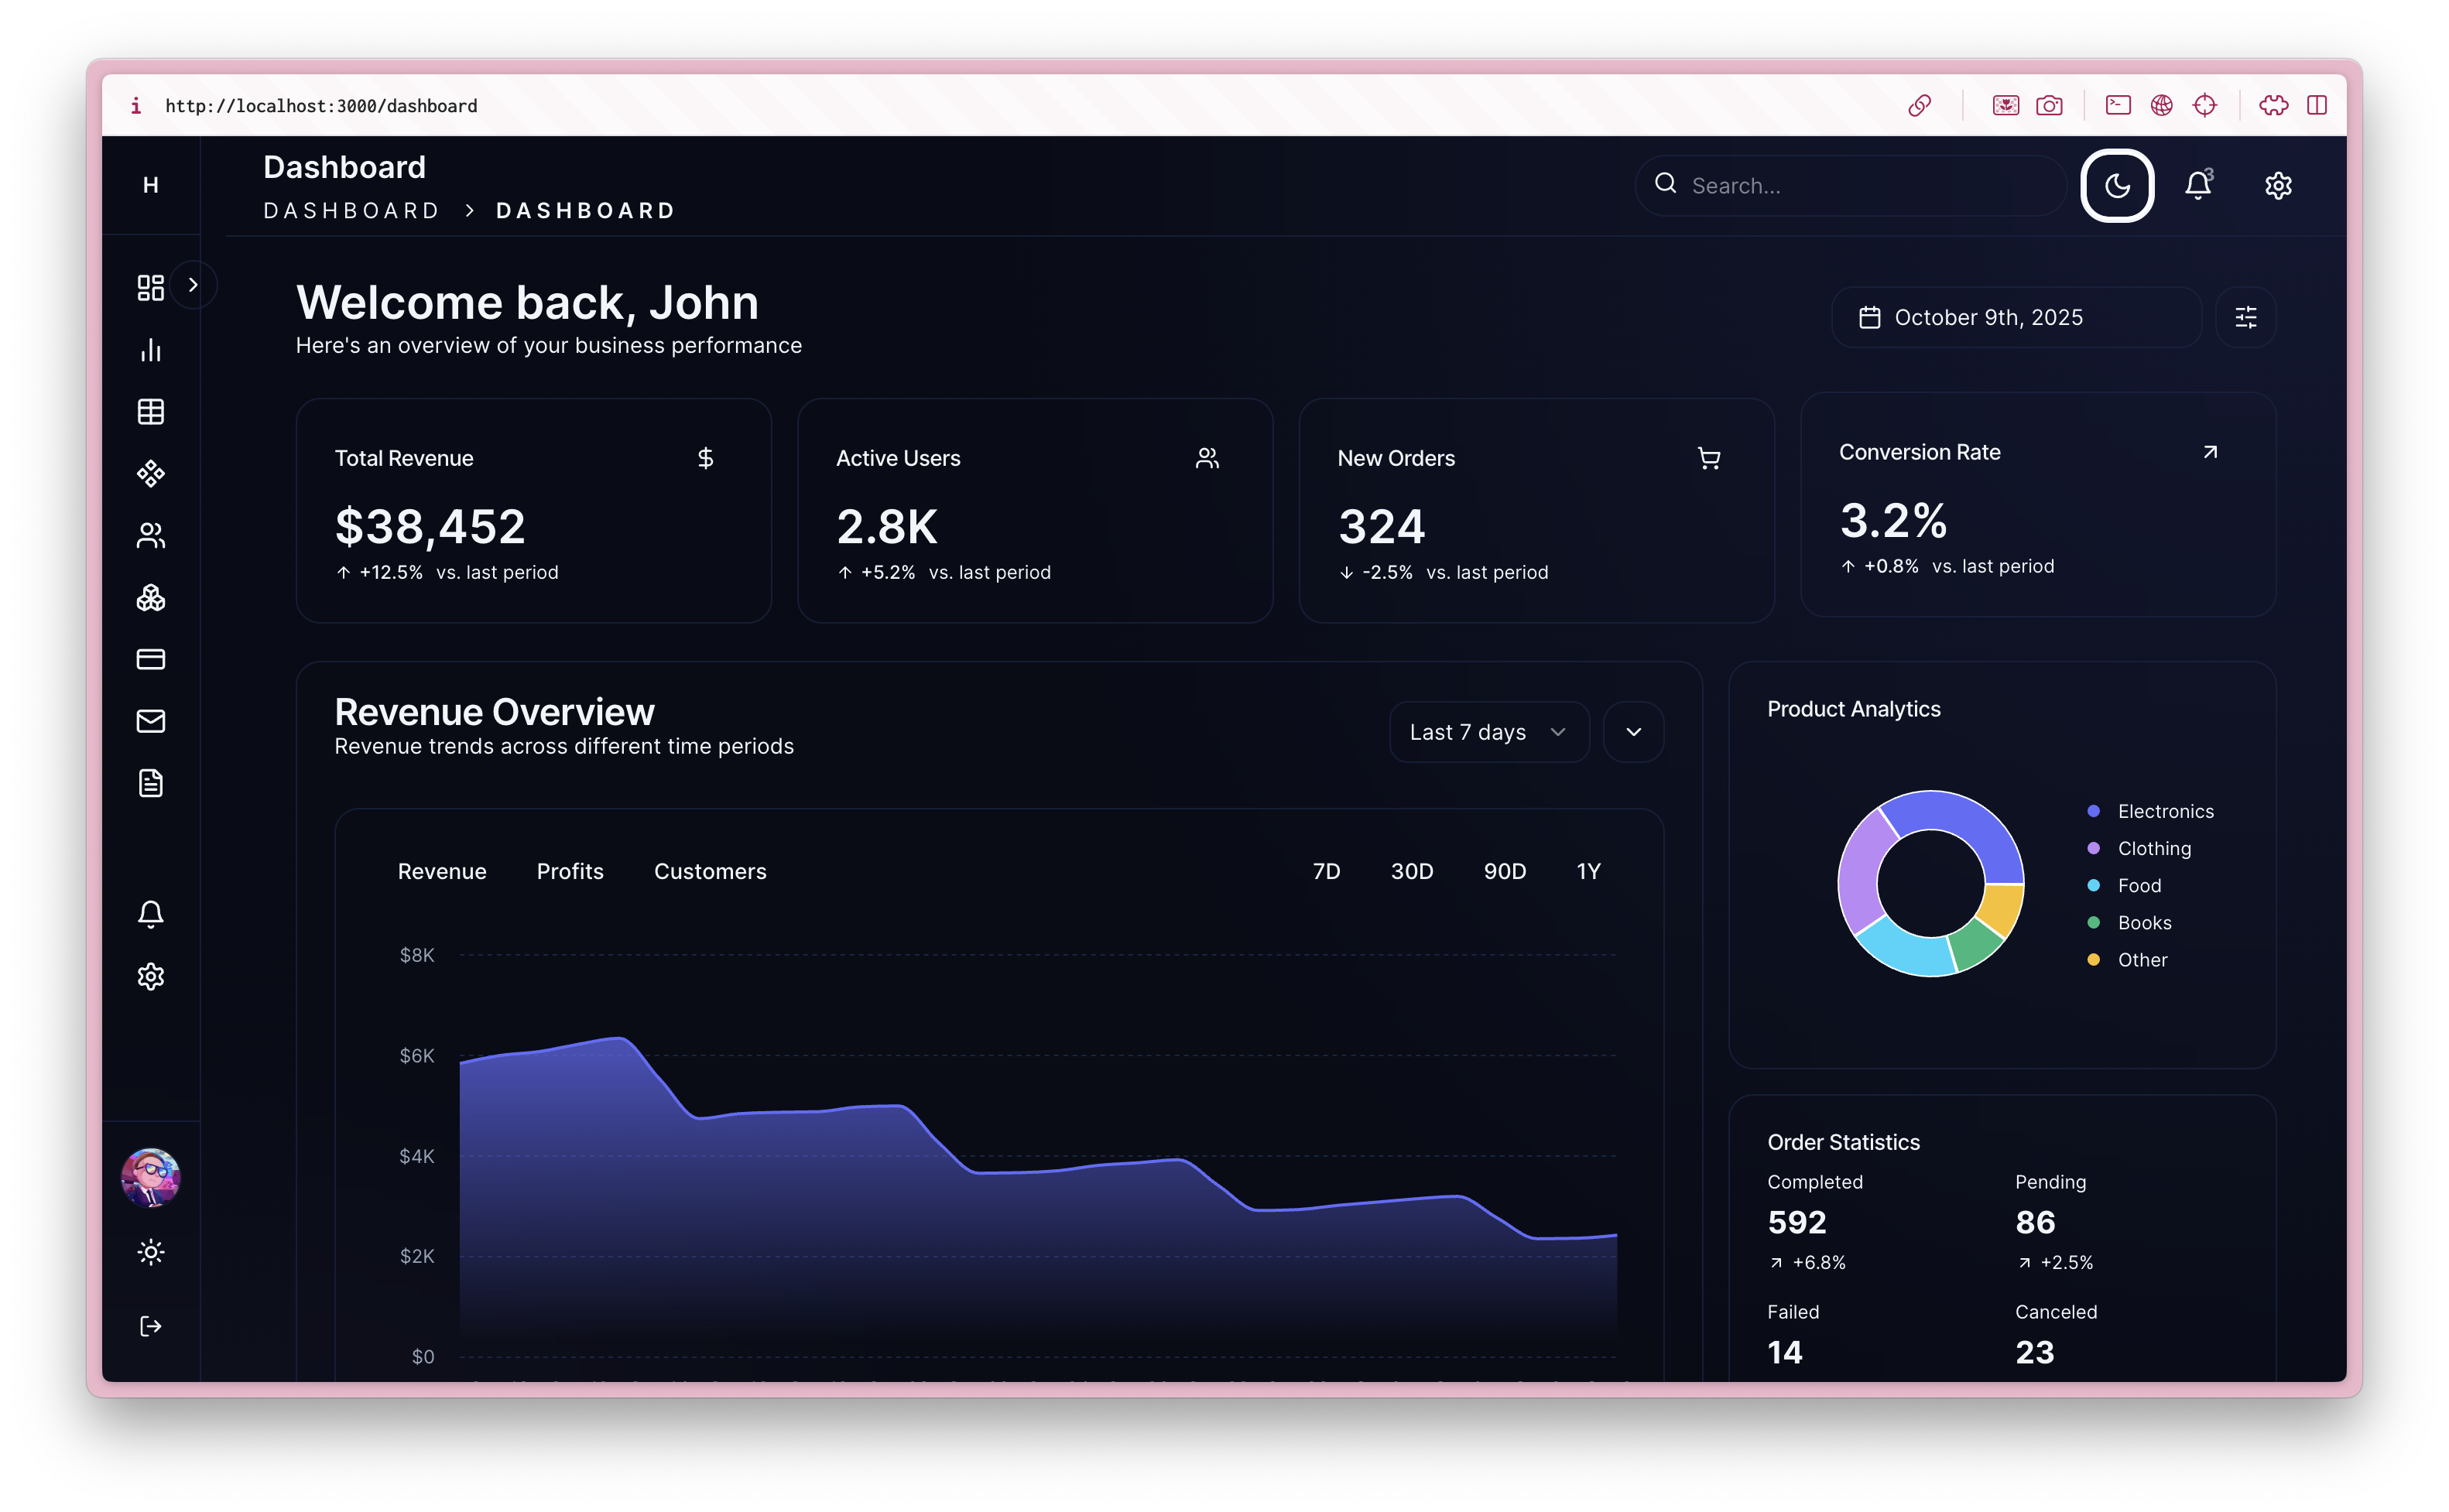 http://localhost:3000/dashboard
H
Dashboard
DASHBOARD > DASHBOARD
Search...
3
Welcome back, John
Here's an overview of your business performance
October 9th, 2025
Total Revenue
$38,452
+12.5% vs. last period
Active Users
2.8K
+5.2% vs. last period
New Orders
324
-2.5% vs. last period
Conversion Rate
3.2%
+0.8% vs. last period
Revenue Overview
Revenue trends across different time periods
Last 7 days
Revenue Profits Customers
7D 30D 90D 1Y
$8K
$6K
$4K
$2K
$0
Product Analytics
Electronics
Clothing
Food
Books
Other
Order Statistics
Completed
592
+6.8%
Pending
86
+2.5%
Failed
14
Canceled
23